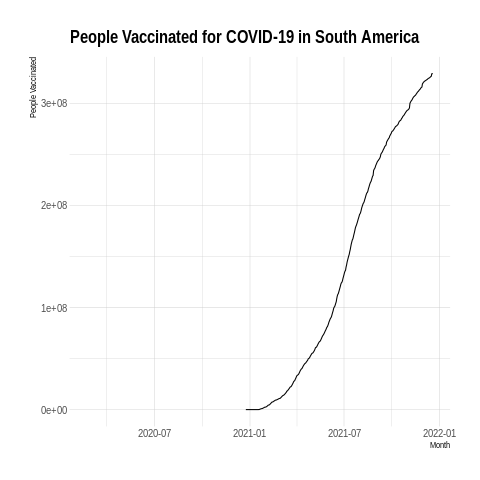 People Vaccinated for COVID-19 in South America
People Vaccinated
3e+08
2e+08
1e+08
0e+00
2020-07 2021-01 2021-07 2022-01
Month